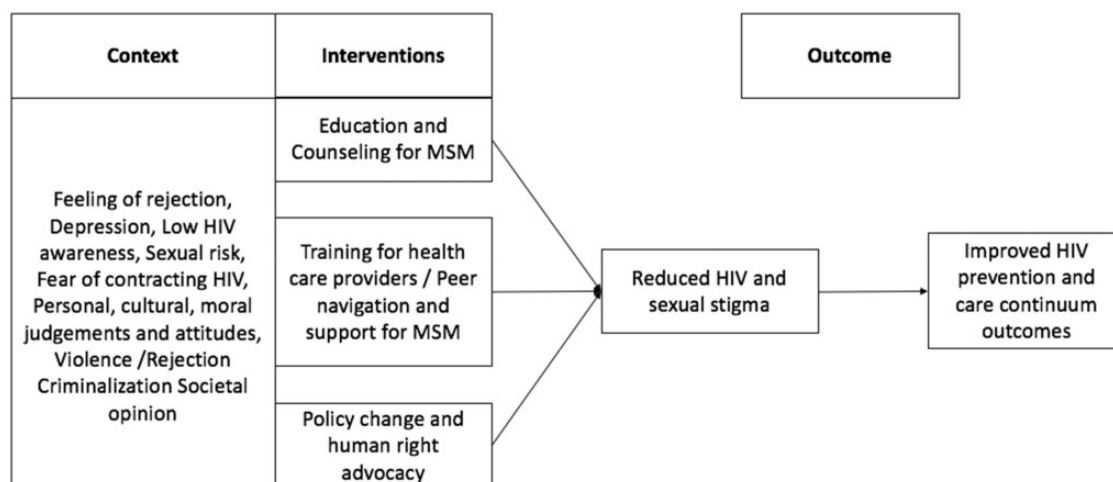 Context
Interventions
Outcome
Feeling of rejection,
Depression, Low HIV
awareness, Sexual risk,
Fear of contracting HIV,
Personal, cultural, moral
judgements and attitudes,
Violence /Rejection
Criminalization Societal
opinion
Education and
Counseling for MSM
Training for health
care providers / Peer
navigation and
support for MSM
Policy change and
human right
advocacy
Reduced HIV and
sexual stigma
Improved HIV
prevention and
care continuum
outcomes